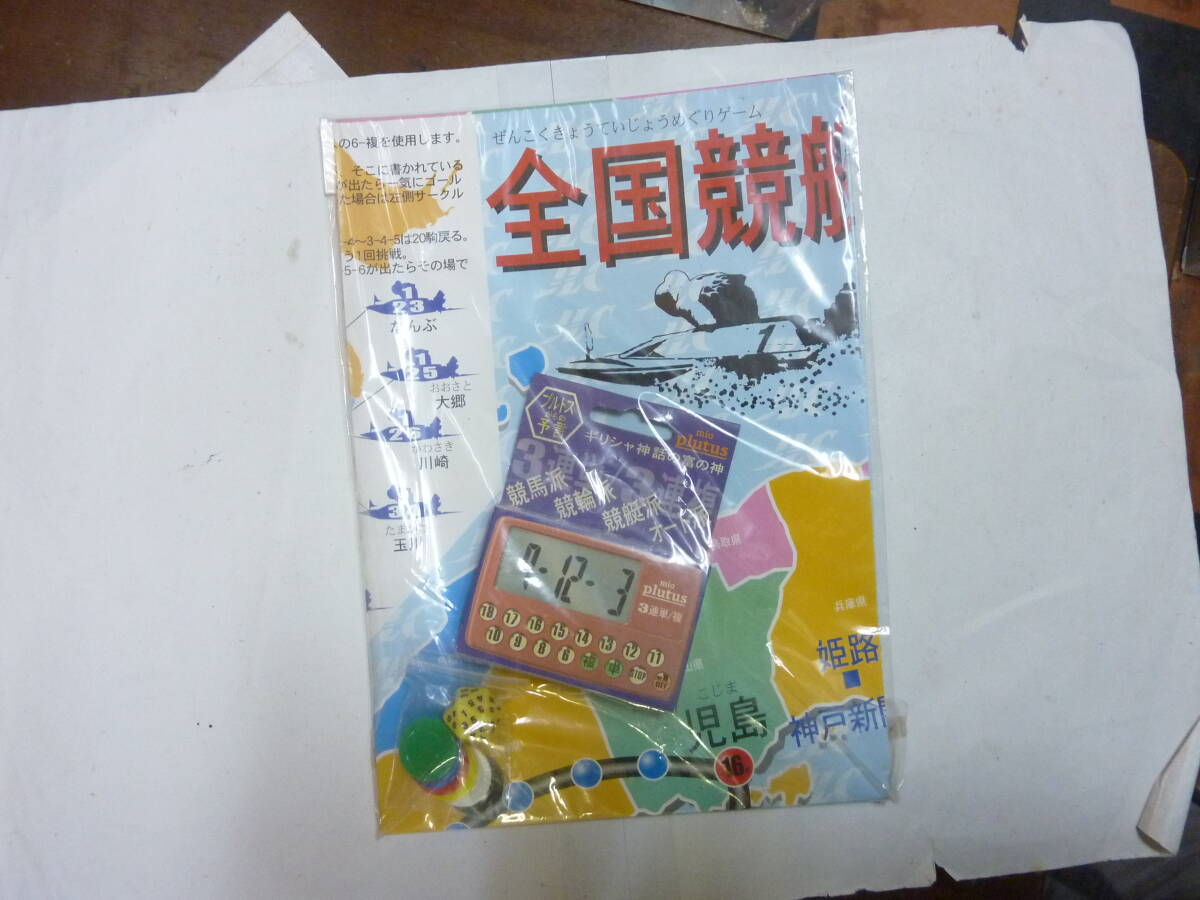 ぜんこくきょうていじょうめぐりゲーム
全国競艇
の6-複を使用します。
そこに書かれている
が出たら一気にゴール
た場合は左側サークル
-4～3-4-5は20駒戻る。
う1回挑戦。
5-6が出たらその場で
1
23
なんぶ
1
25
おおさと
大郷
26
かわさき
川崎
玉川
プルトス
予言
mio
plutus
ギリシャ神話の富の神
3連単/3連複
競馬派
競輪派
競艇派
オート派
7-12-3
mio
plutus
3連単/複
18 17 16 15 14 13 12 11
10 9 8 6 複 単 STOP OFF
鳥取県
兵庫県
姫路
山県
こじま
児島
神戸新聞
16